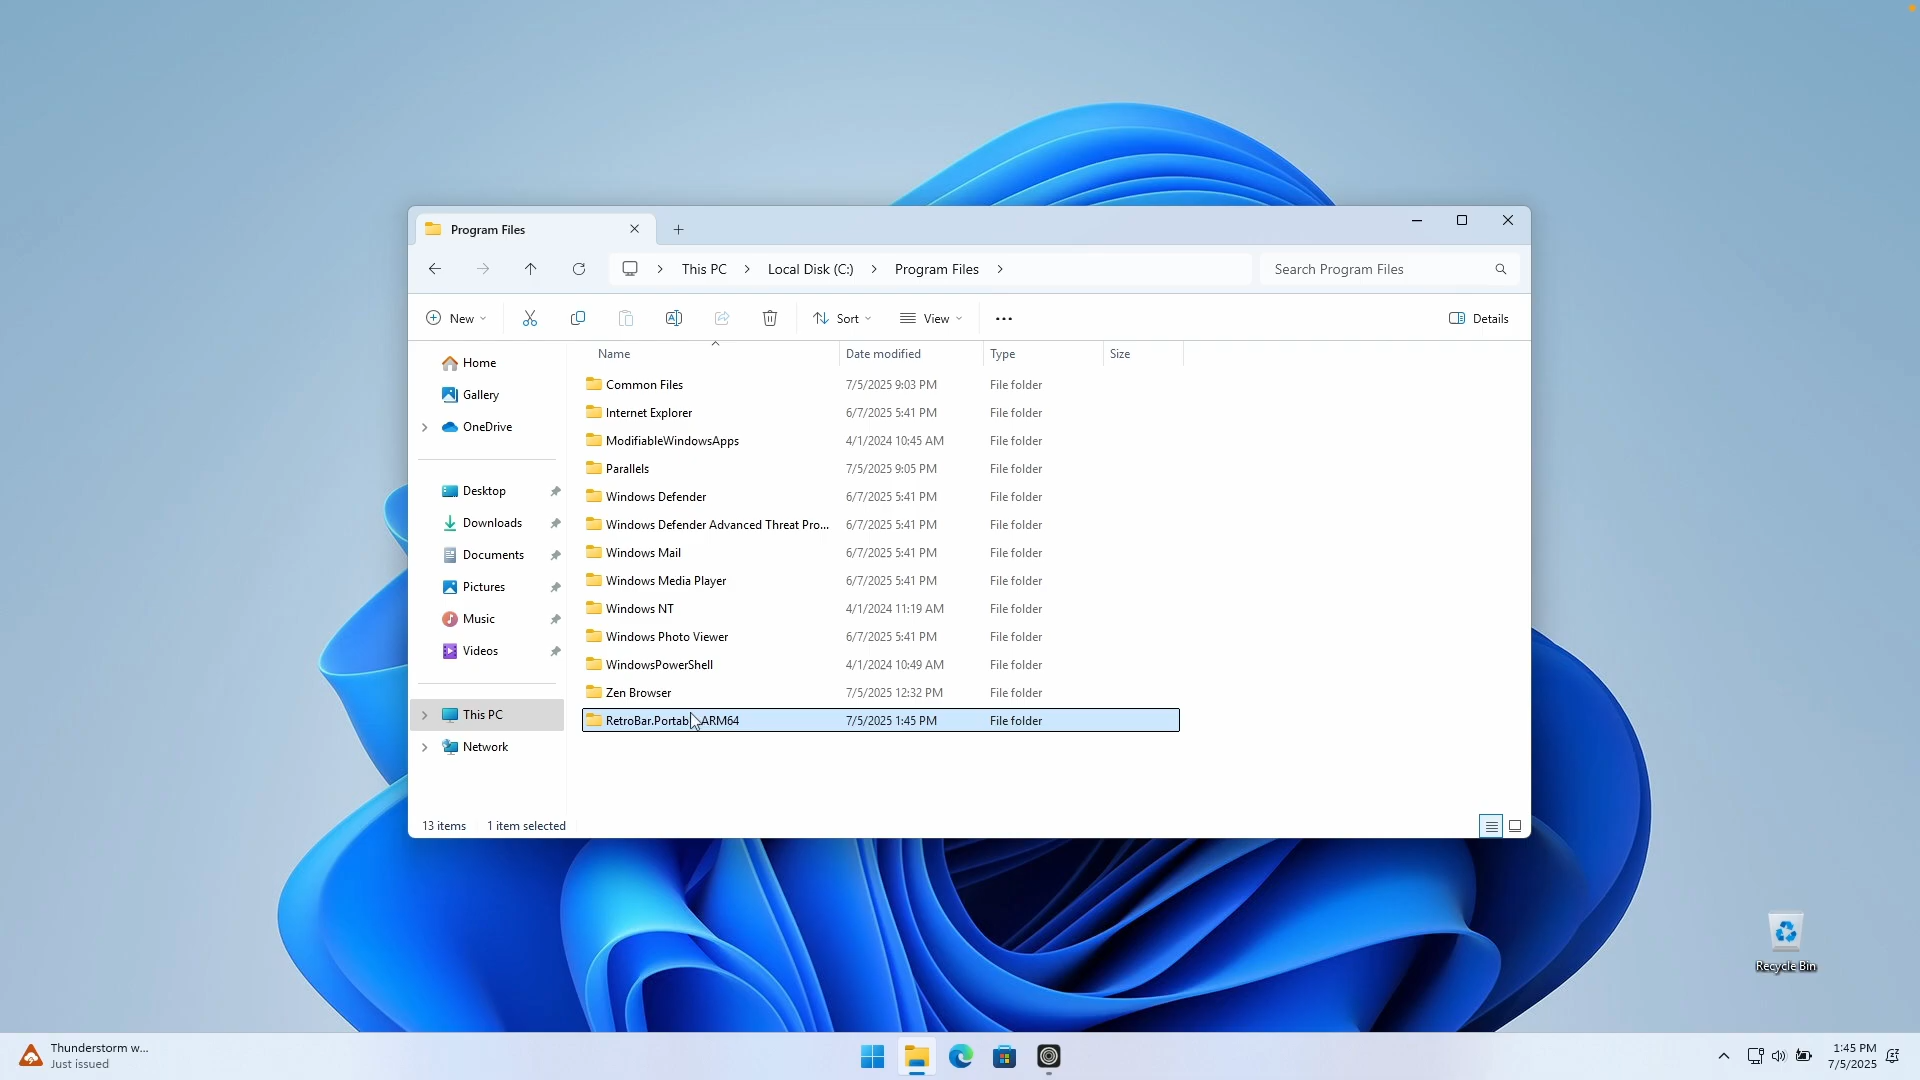 Program Files
This PC
Local Disk (C:)
Program Files
Search Program Files
New
Sort
View
Details
Name
Date modified
Type
Size
Home
Gallery
OneDrive
Desktop
Downloads
Documents
Pictures
Music
Videos
This PC
Network
Common Files 7/5/2025 9:03 PM File folder
Internet Explorer 6/7/2025 5:41 PM File folder
ModifiableWindowsApps 4/1/2024 10:45 AM File folder
Parallels 7/5/2025 9:05 PM File folder
Windows Defender 6/7/2025 5:41 PM File folder
Windows Defender Advanced Threat Pro... 6/7/2025 5:41 PM File folder
Windows Mail 6/7/2025 5:41 PM File folder
Windows Media Player 6/7/2025 5:41 PM File folder
Windows NT 4/1/2024 11:19 AM File folder
Windows Photo Viewer 6/7/2025 5:41 PM File folder
WindowsPowerShell 4/1/2024 10:49 AM File folder
Zen Browser 7/5/2025 12:32 PM File folder
RetroBar.Portable.ARM64 7/5/2025 1:45 PM File folder
13 items 1 item selected
Recycle Bin
Thunderstorm w...
Just issued
1:45 PM
7/5/2025